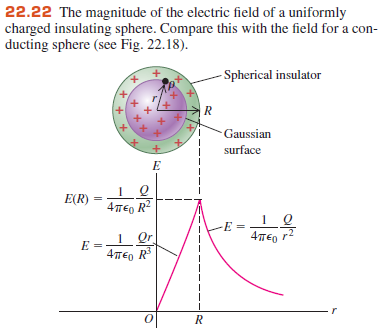 22.22 The magnitude of the electric field of a uniformly
charged insulating sphere. Compare this with the field for a con-
ducting sphere (see Fig. 22.18).
Spherical insulator
r
R
Gaussian
surface
E
E(R) = 1/4πϵ₀ Q/R²
E = 1/4πϵ₀ Q/r²
E = 1/4πϵ₀ Qr/R³
O
R
r